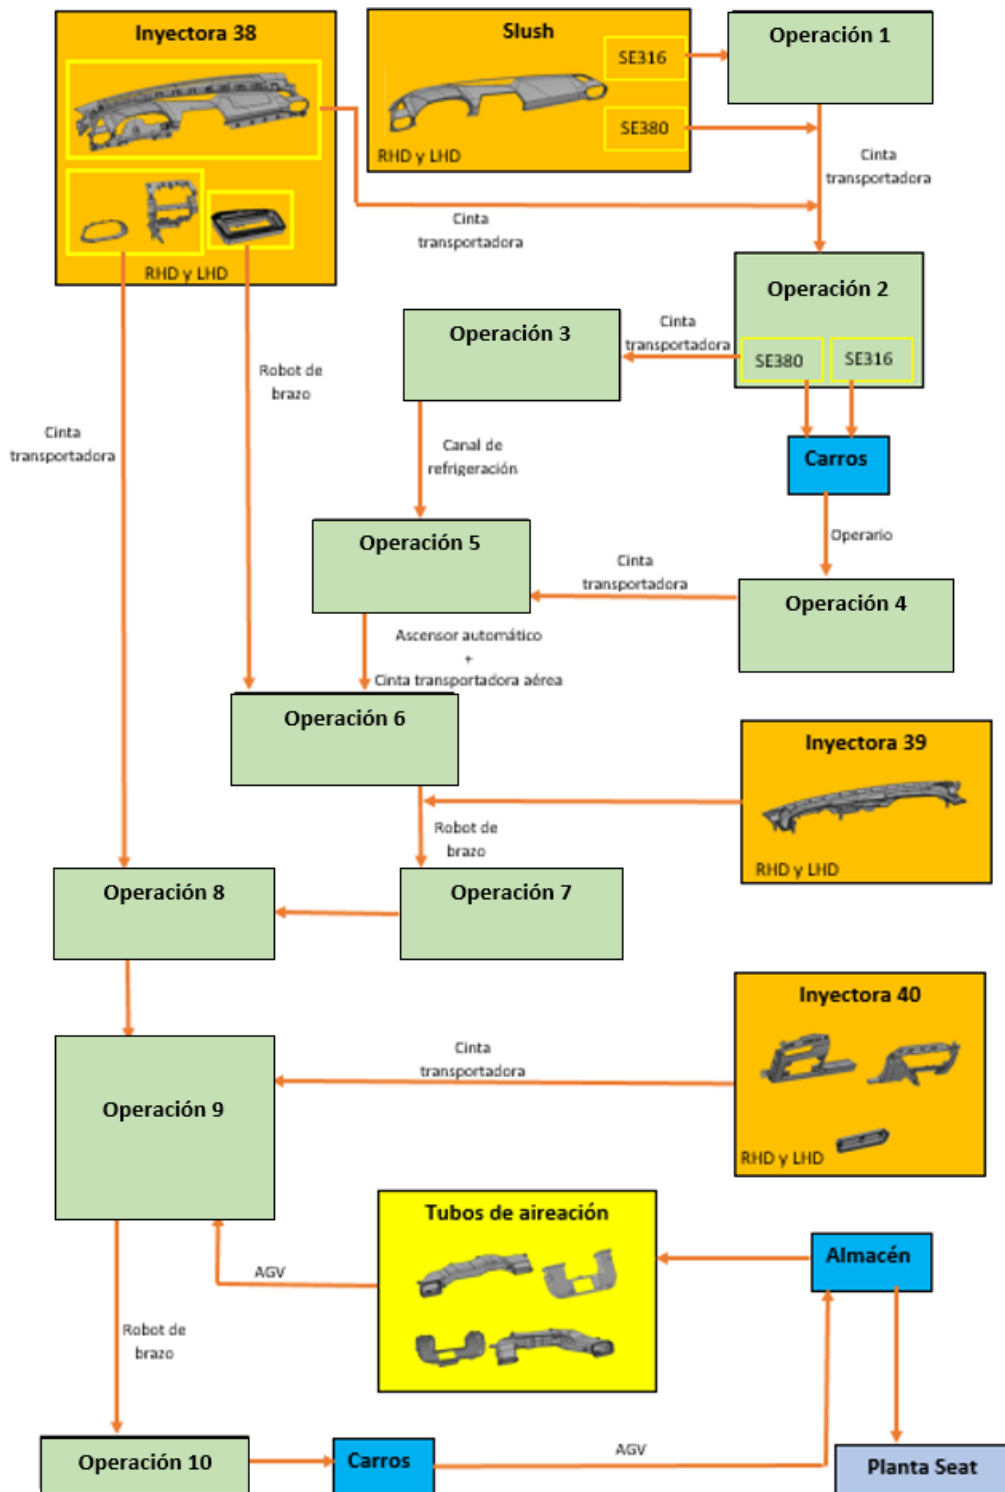 Inyectora 38
RHD y LHD
Slush
SE316
SE380
RHD y LHD
Operación 1
Cinta
transportadora
Cinta
transportadora
Operación 2
SE380
SE316
Cinta
transportadora
Operación 3
Robot de
brazo
Cinta
transportadora
Canal de
refrigeración
Carros
Operario
Operación 5
Cinta
transportadora
Operación 4
Ascensor automático
+
Cinta transportadora aérea
Operación 6
Inyectora 39
RHD y LHD
Robot de
brazo
Operación 8
Operación 7
Inyectora 40
RHD y LHD
Cinta
transportadora
Operación 9
Tubos de aireación
AGV
Almacén
Robot de
brazo
Operación 10
Carros
AGV
Planta Seat